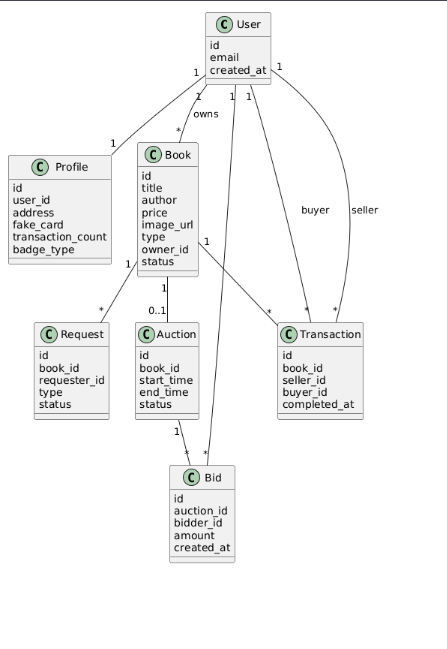 C User
id
email
created_at
1
1
1
1
1
owns
1
*
C Profile
id
user_id
address
fake_card
transaction_count
badge_type
C Book
id
title
author
price
image_url
type
owner_id
status
buyer
seller
1
1
1
*
0..1
*
*
*
C Request
id
book_id
requester_id
type
status
C Auction
id
book_id
start_time
end_time
status
C Transaction
id
book_id
seller_id
buyer_id
completed_at
1
*
*
C Bid
id
auction_id
bidder_id
amount
created_at